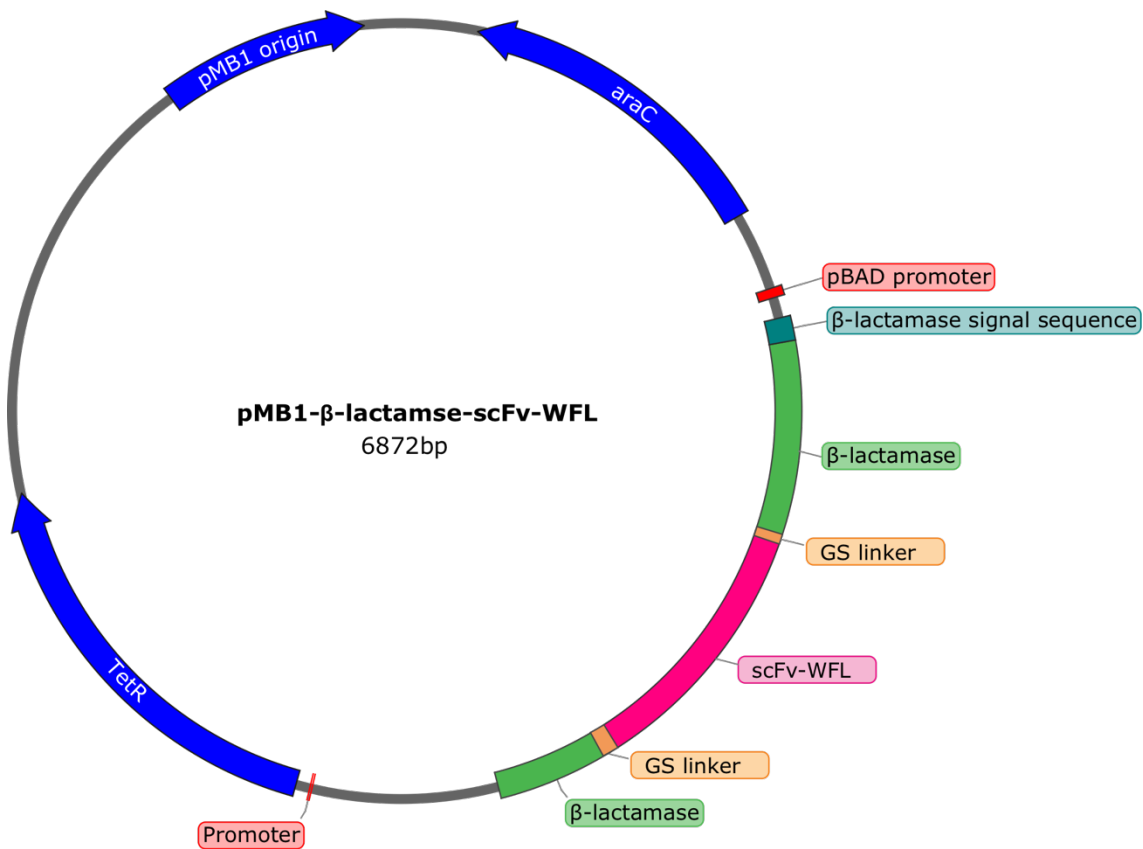 pMB1 origin
araC
pBAD promoter
β-lactamase signal sequence
pMB1-β-lactamse-scFv-WFL
6872bp
β-lactamase
GS linker
scFv-WFL
TetR
GS linker
β-lactamase
Promoter